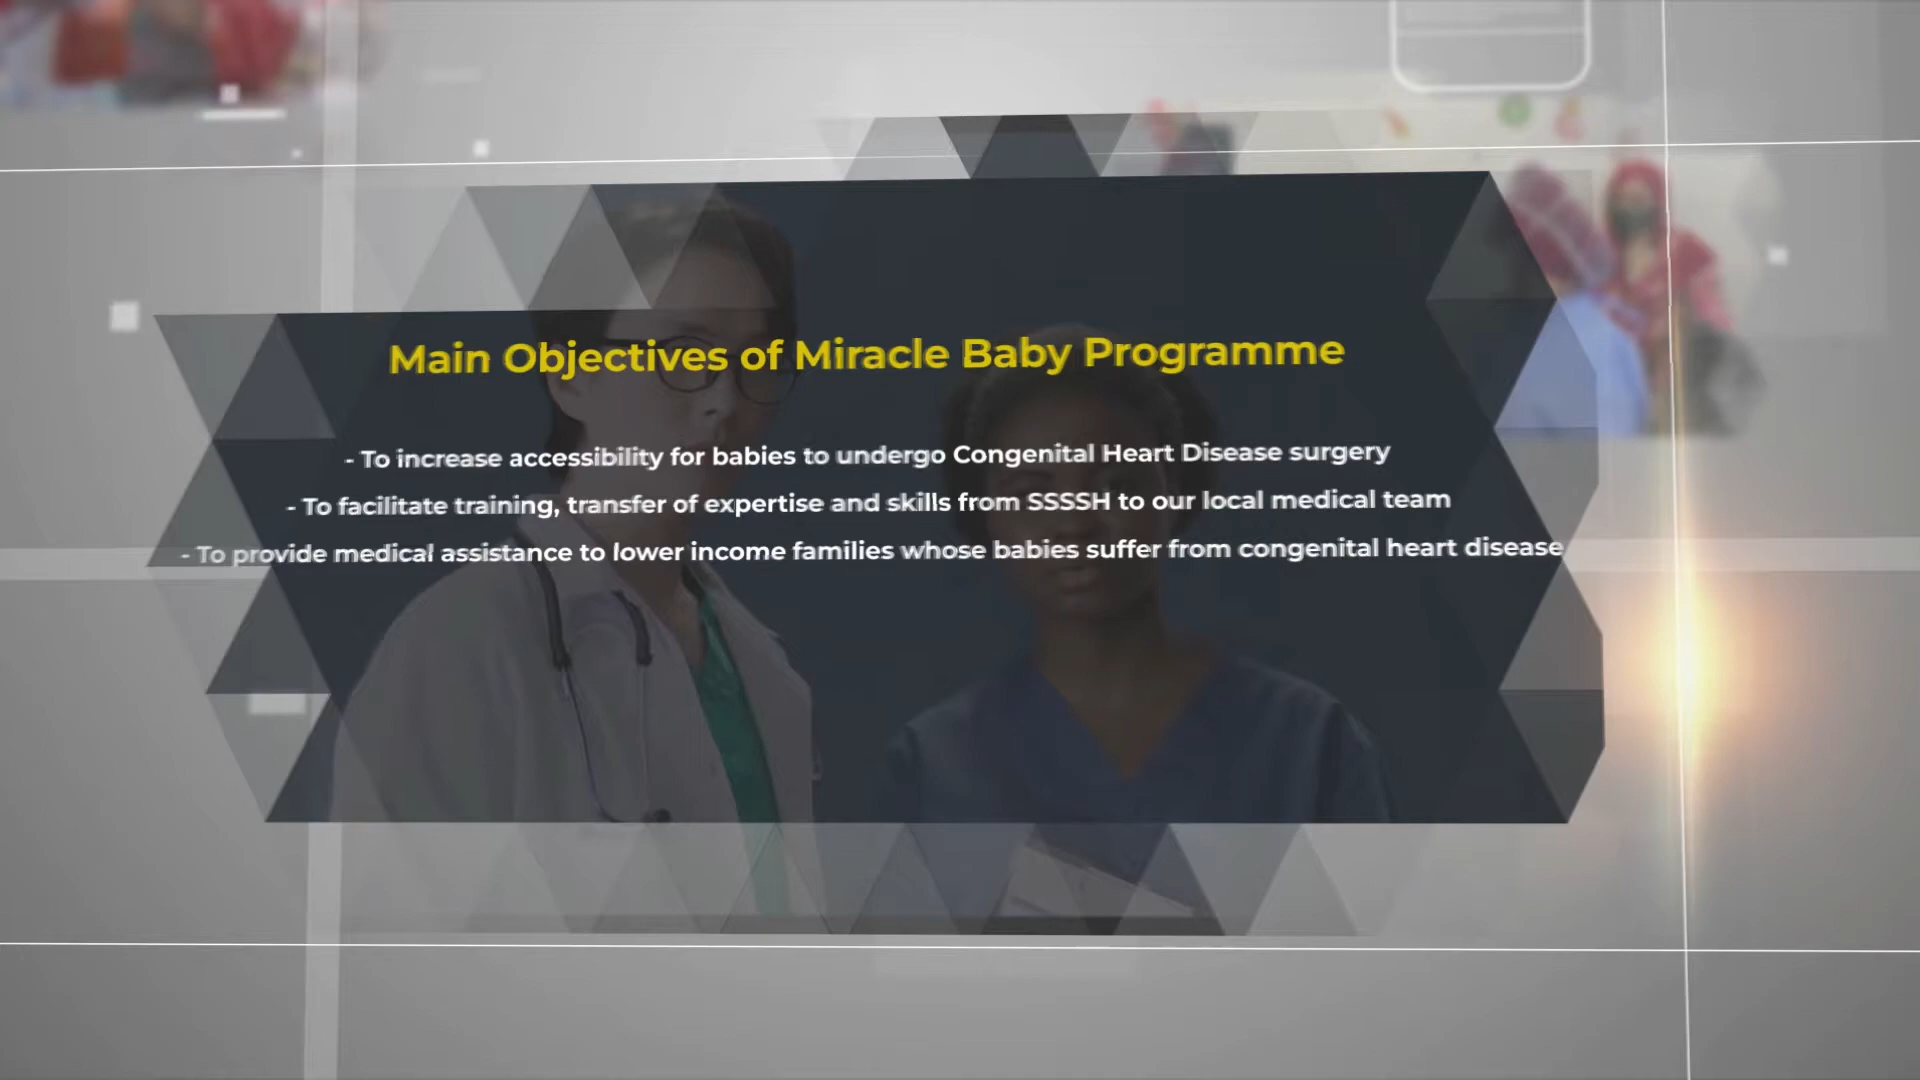 Main Objectives of Miracle Baby Programme
- To increase accessibility for babies to undergo Congenital Heart Disease surgery
- To facilitate training, transfer of expertise and skills from SSSSH to our local medical team
- To provide medical assistance to lower income families whose babies suffer from congenital heart disease